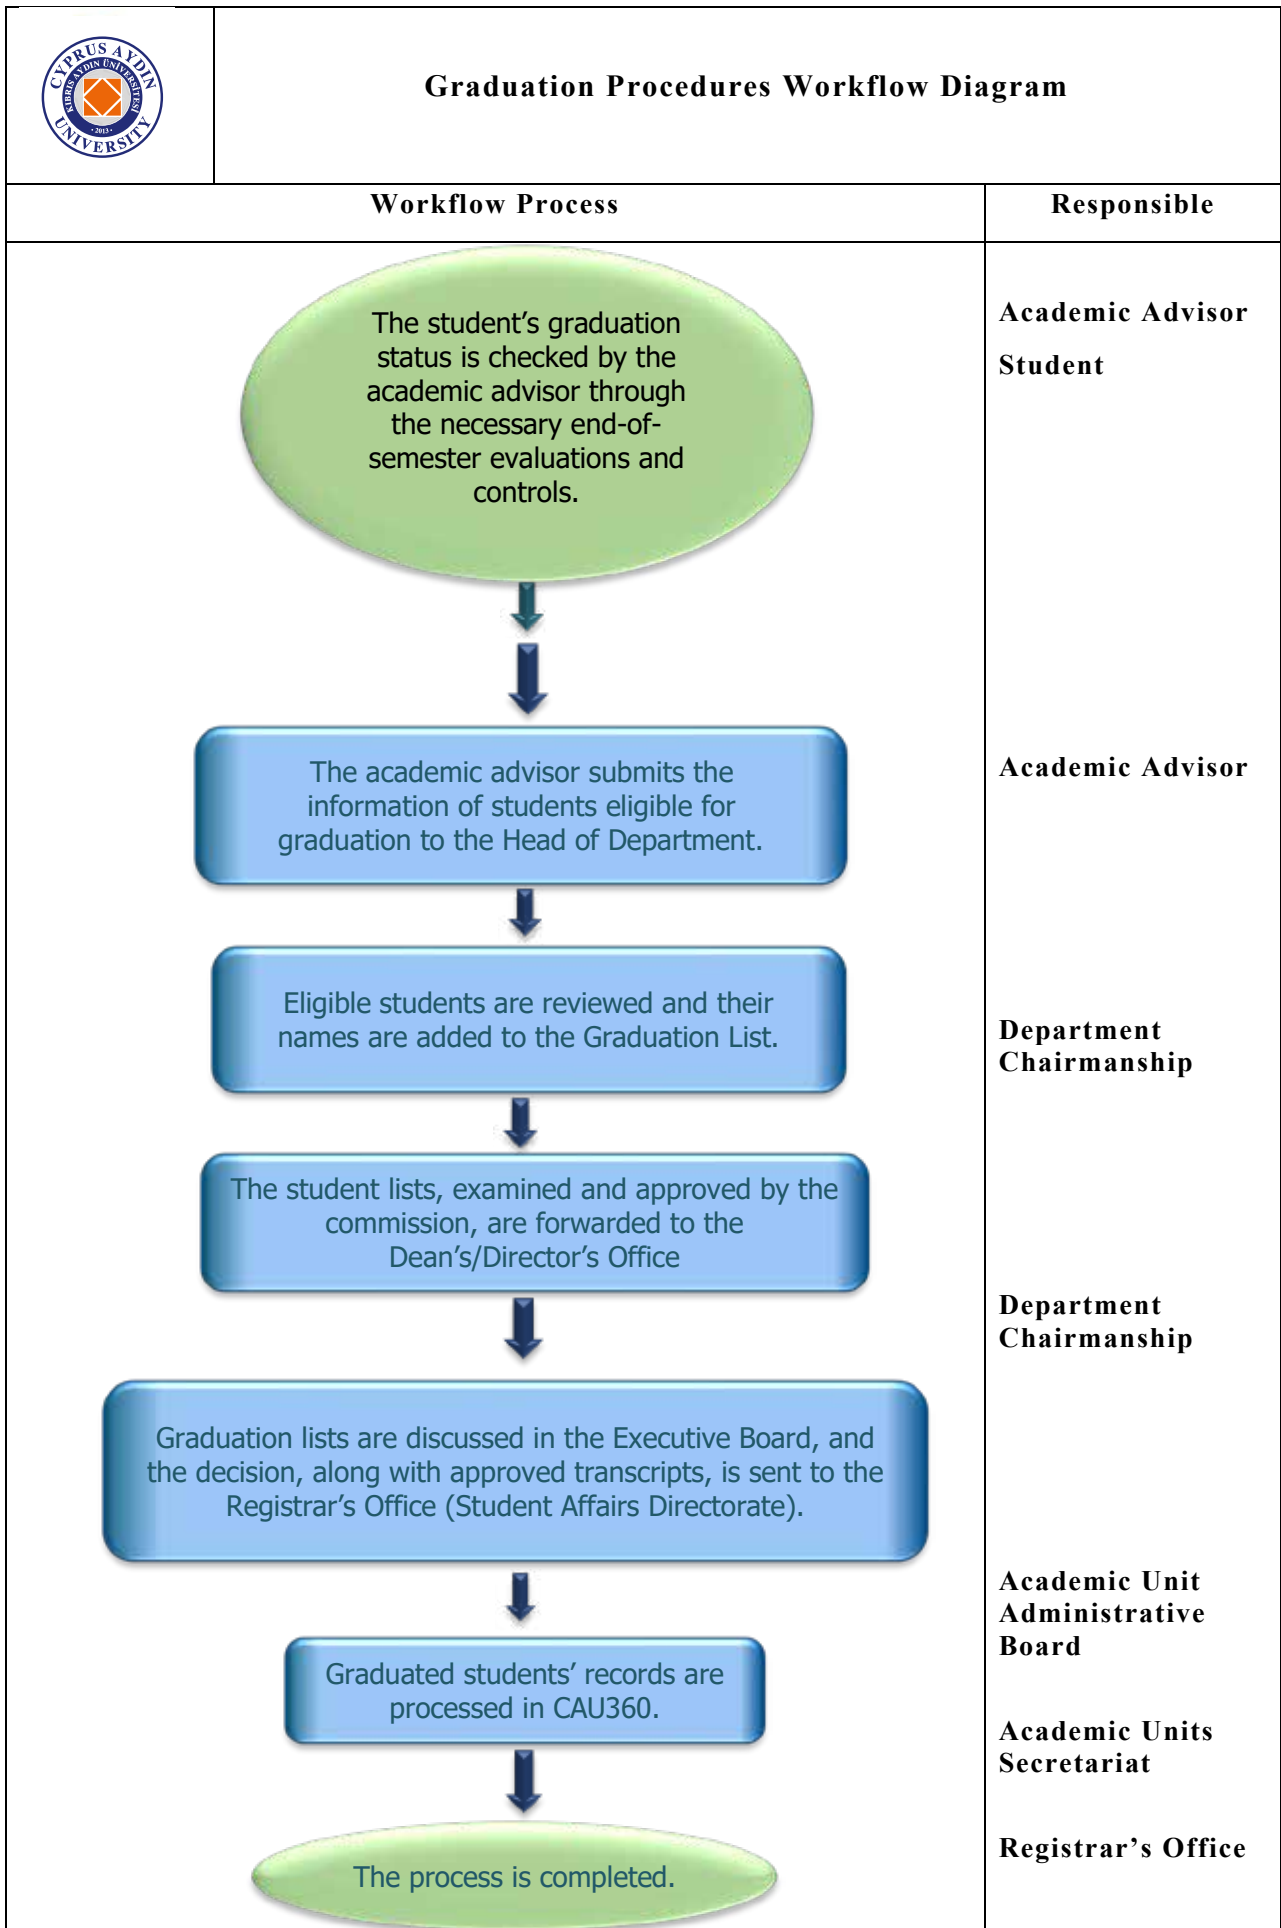 CYPRUS AYDIN
UNIVERSITY
KIBRIS AYDIN ÜNİVERSİTESİ
• 2013 •
Graduation Procedures Workflow Diagram
Workflow Process
Responsible
The student’s graduation
status is checked by the
academic advisor through
the necessary end-of-
semester evaluations and
controls.
Academic Advisor
Student
The academic advisor submits the
information of students eligible for
graduation to the Head of Department.
Academic Advisor
Eligible students are reviewed and their
names are added to the Graduation List.
Department
Chairmanship
The student lists, examined and approved by the
commission, are forwarded to the
Dean’s/Director’s Office
Department
Chairmanship
Graduation lists are discussed in the Executive Board, and
the decision, along with approved transcripts, is sent to the
Registrar’s Office (Student Affairs Directorate).
Academic Unit
Administrative
Board
Graduated students’ records are
processed in CAU360.
Academic Units
Secretariat
The process is completed.
Registrar’s Office